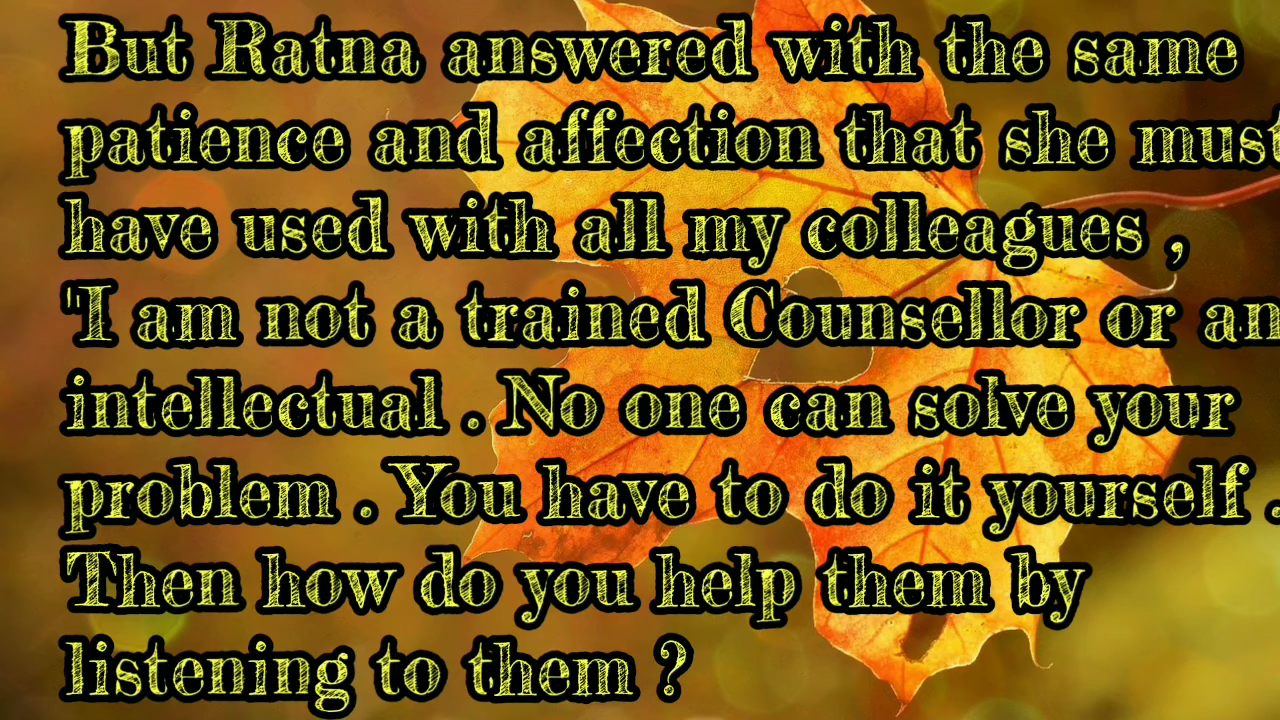 But Ratna answered with the same
patience and affection that she must
have used with all my colleagues ,
'I am not a trained Counsellor or an
intellectual . No one can solve your
problem . You have to do it yourself .
Then how do you help them by
listening to them ?